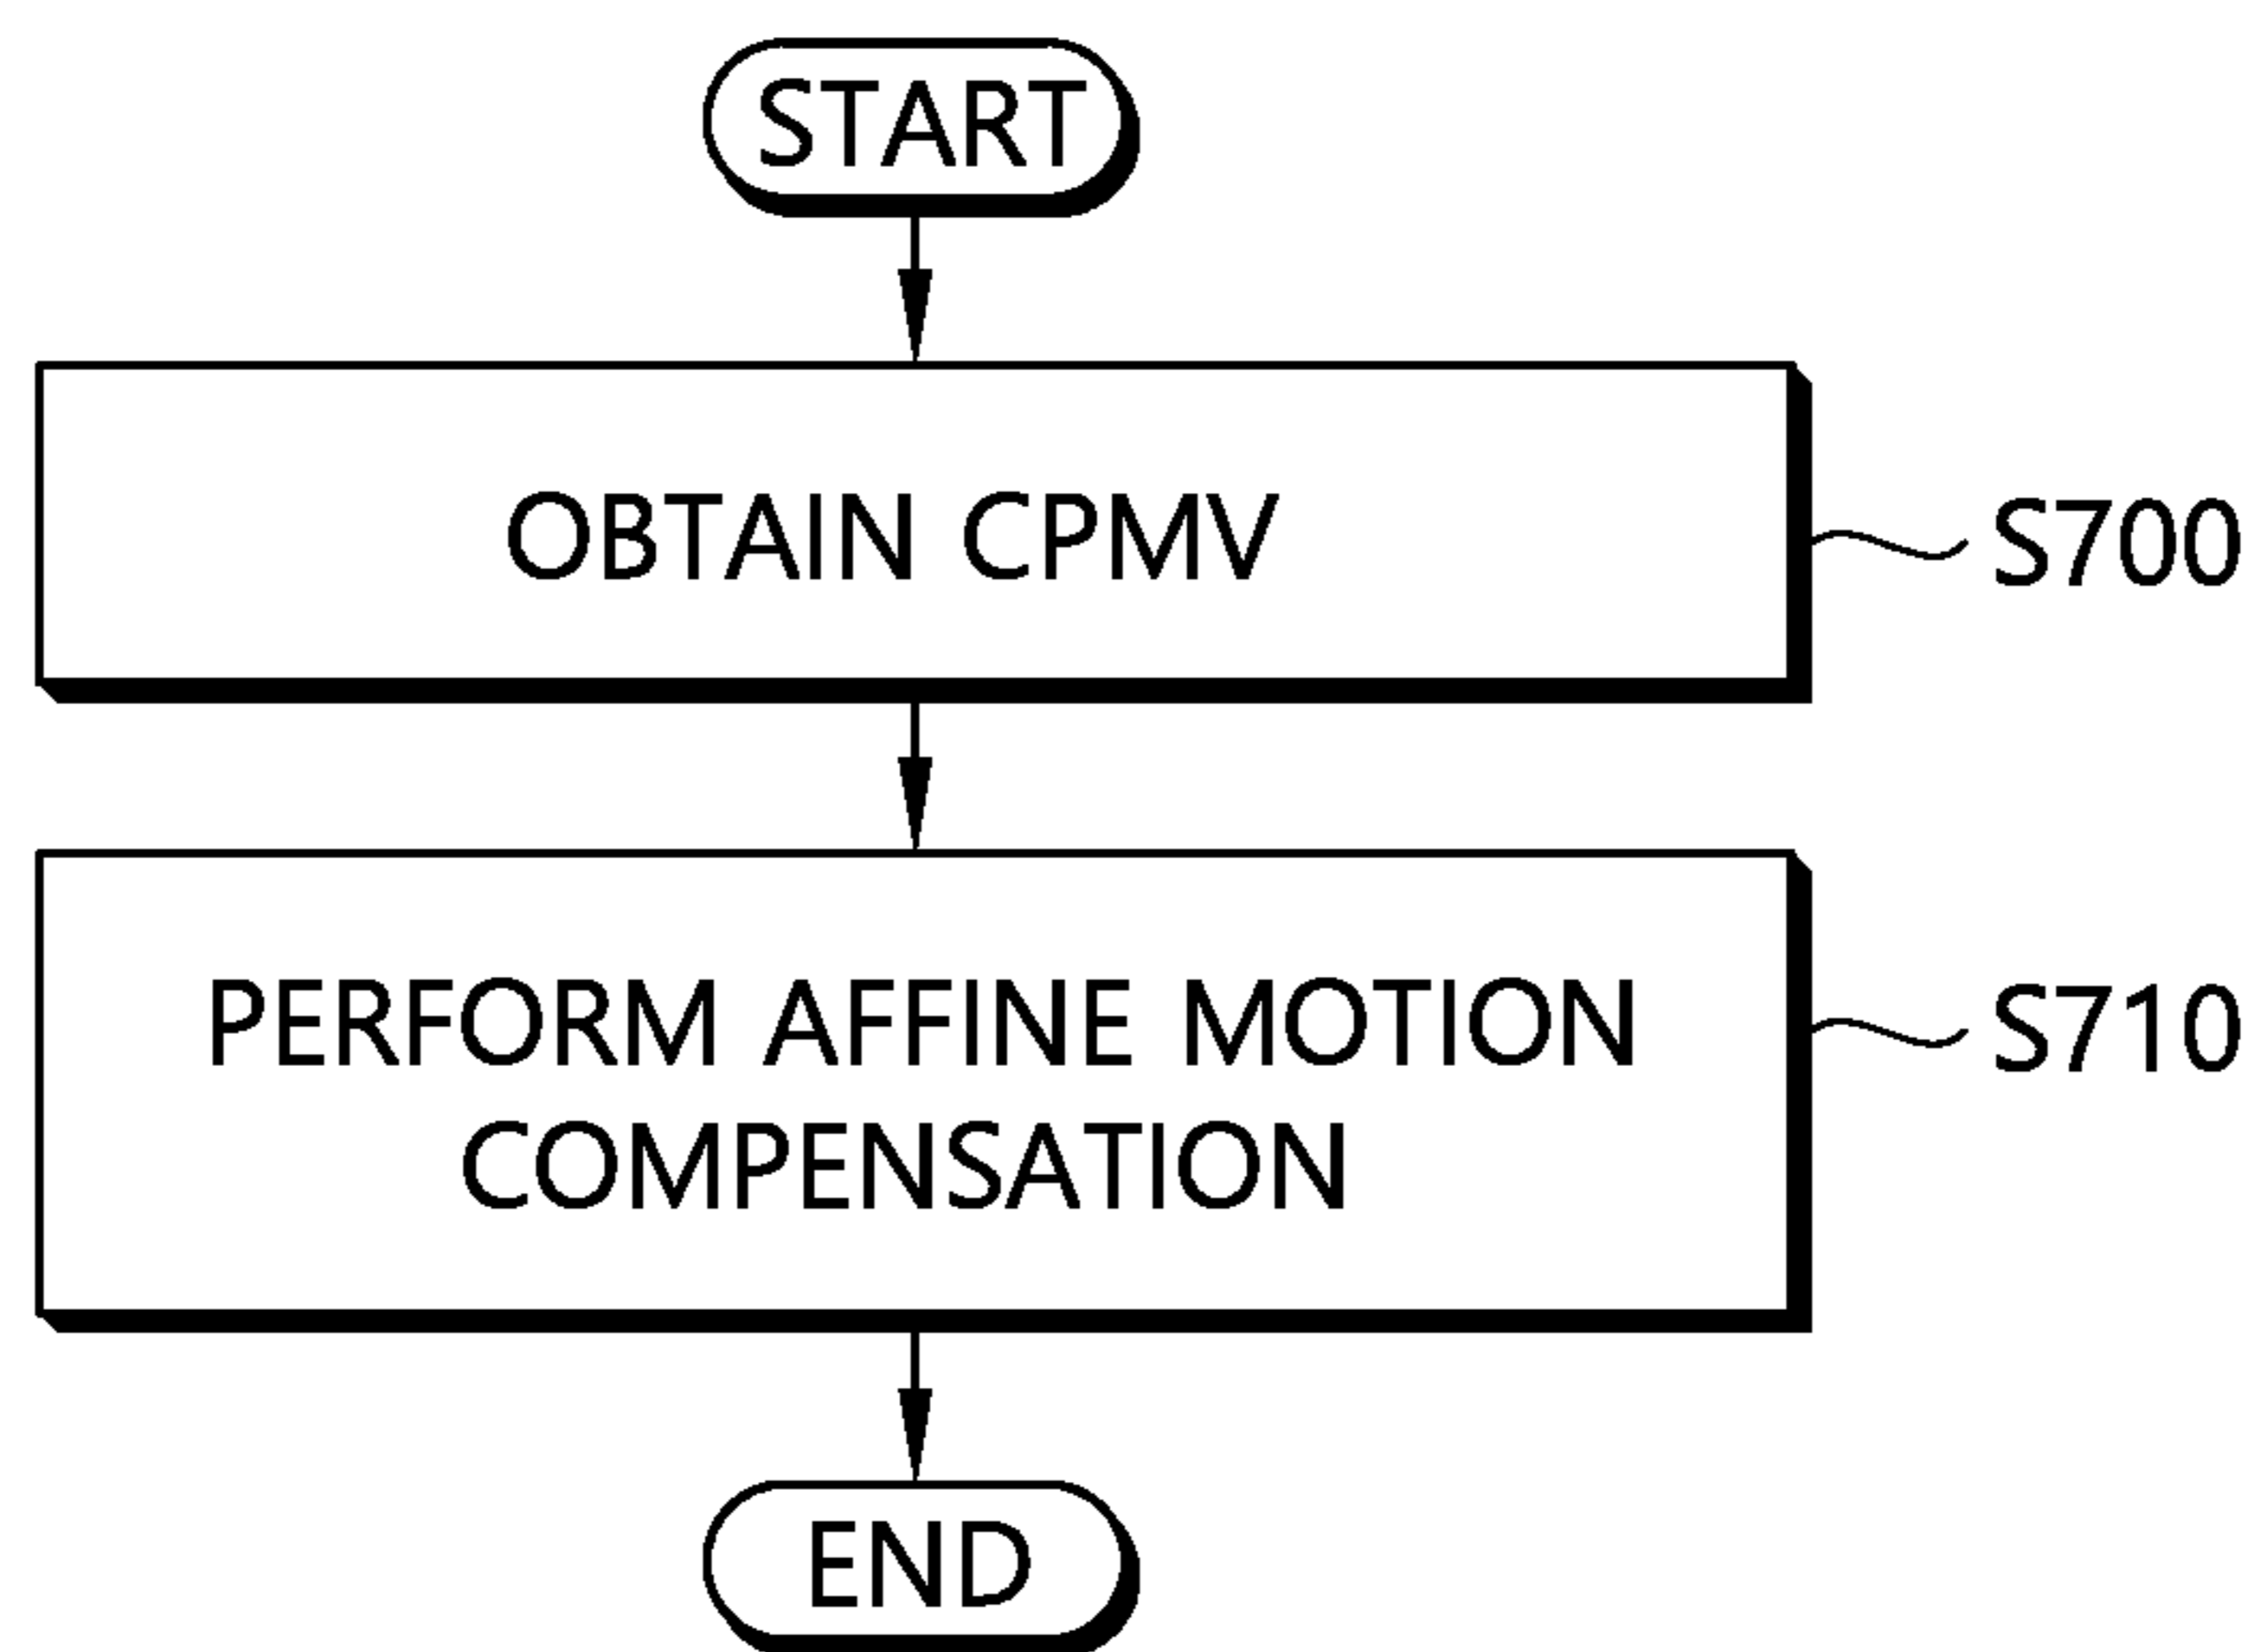 START
OBTAIN CPMV
S700
PERFORM AFFINE MOTION
COMPENSATION
S710
END